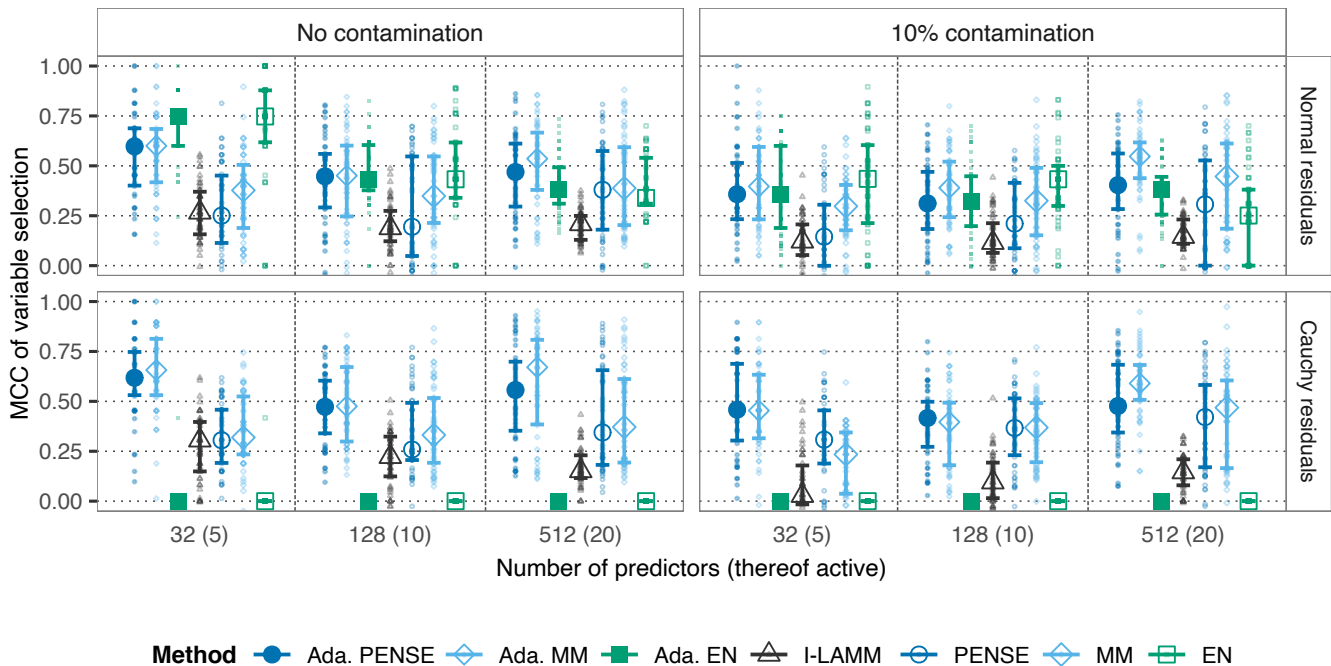 No contamination
10% contamination
MCC of variable selection
1.00
0.75
0.50
0.25
0.00
Normal residuals
1.00
0.75
0.50
0.25
0.00
Cauchy residuals
32 (5)
128 (10)
512 (20)
32 (5)
128 (10)
512 (20)
Number of predictors (thereof active)
Method Ada. PENSE Ada. MM Ada. EN I-LAMM PENSE MM EN